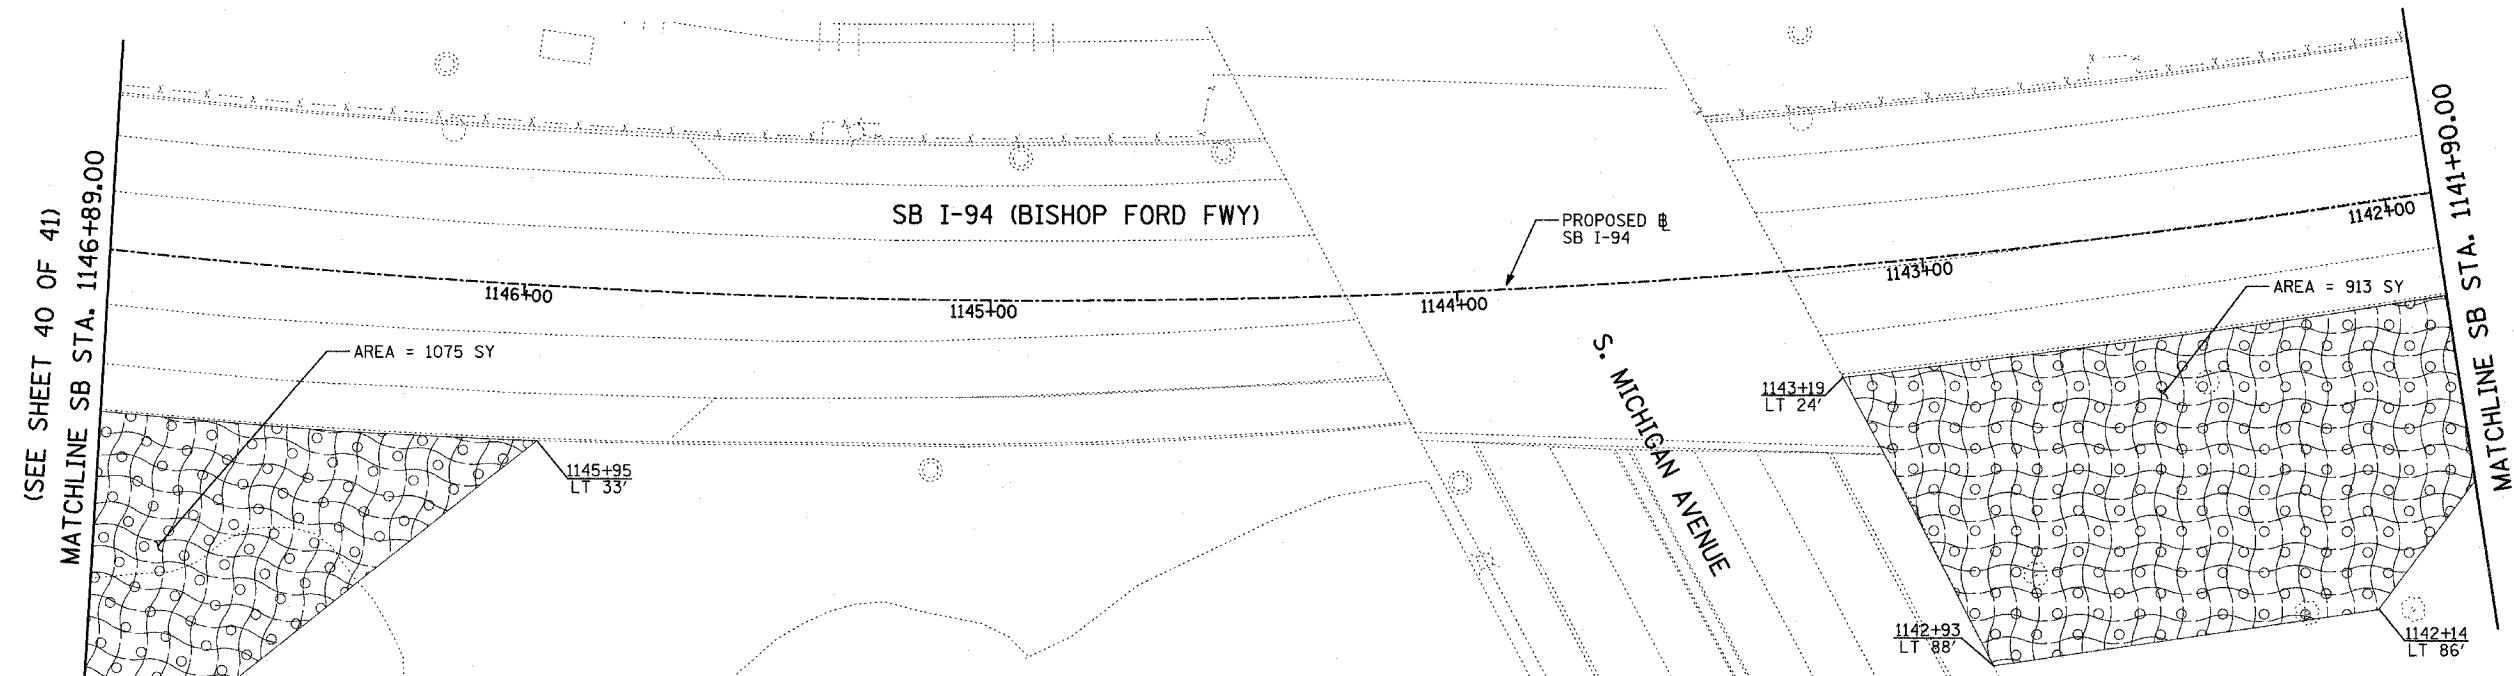 (SEE SHEET 40 OF 41)
MATCHLINE SB STA. 1146+89.00
SB I-94 (BISHOP FORD FWY)
PROPOSED ℄
SB I-94
1146+00
1145+00
1144+00
1143+00
1142+00
AREA = 1075 SY
AREA = 913 SY
1145+95
LT 33'
S. MICHIGAN AVENUE
1143+19
LT 24'
1142+93
LT 88'
1142+14
LT 86'
MATCHLINE SB STA. 1141+90.00